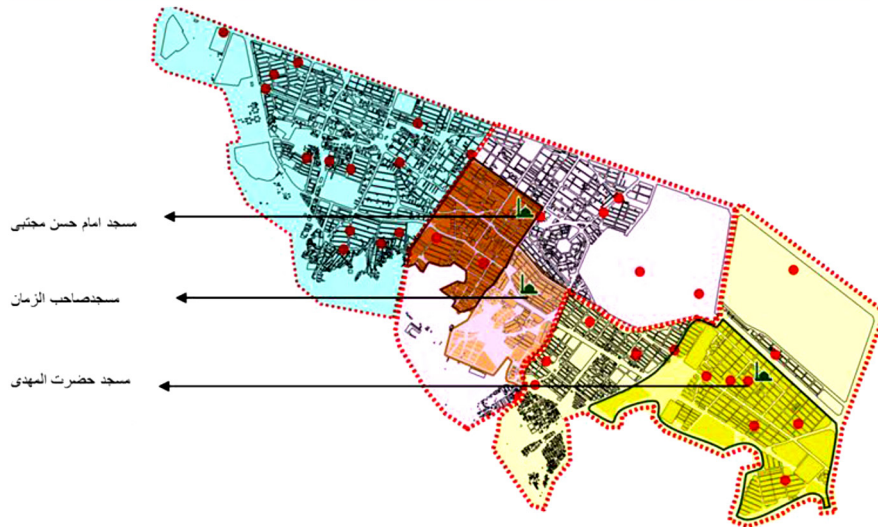 مسجد امام حسن مجتبی
مسجدصاحب الزمان
مسجد حضرت المهدی